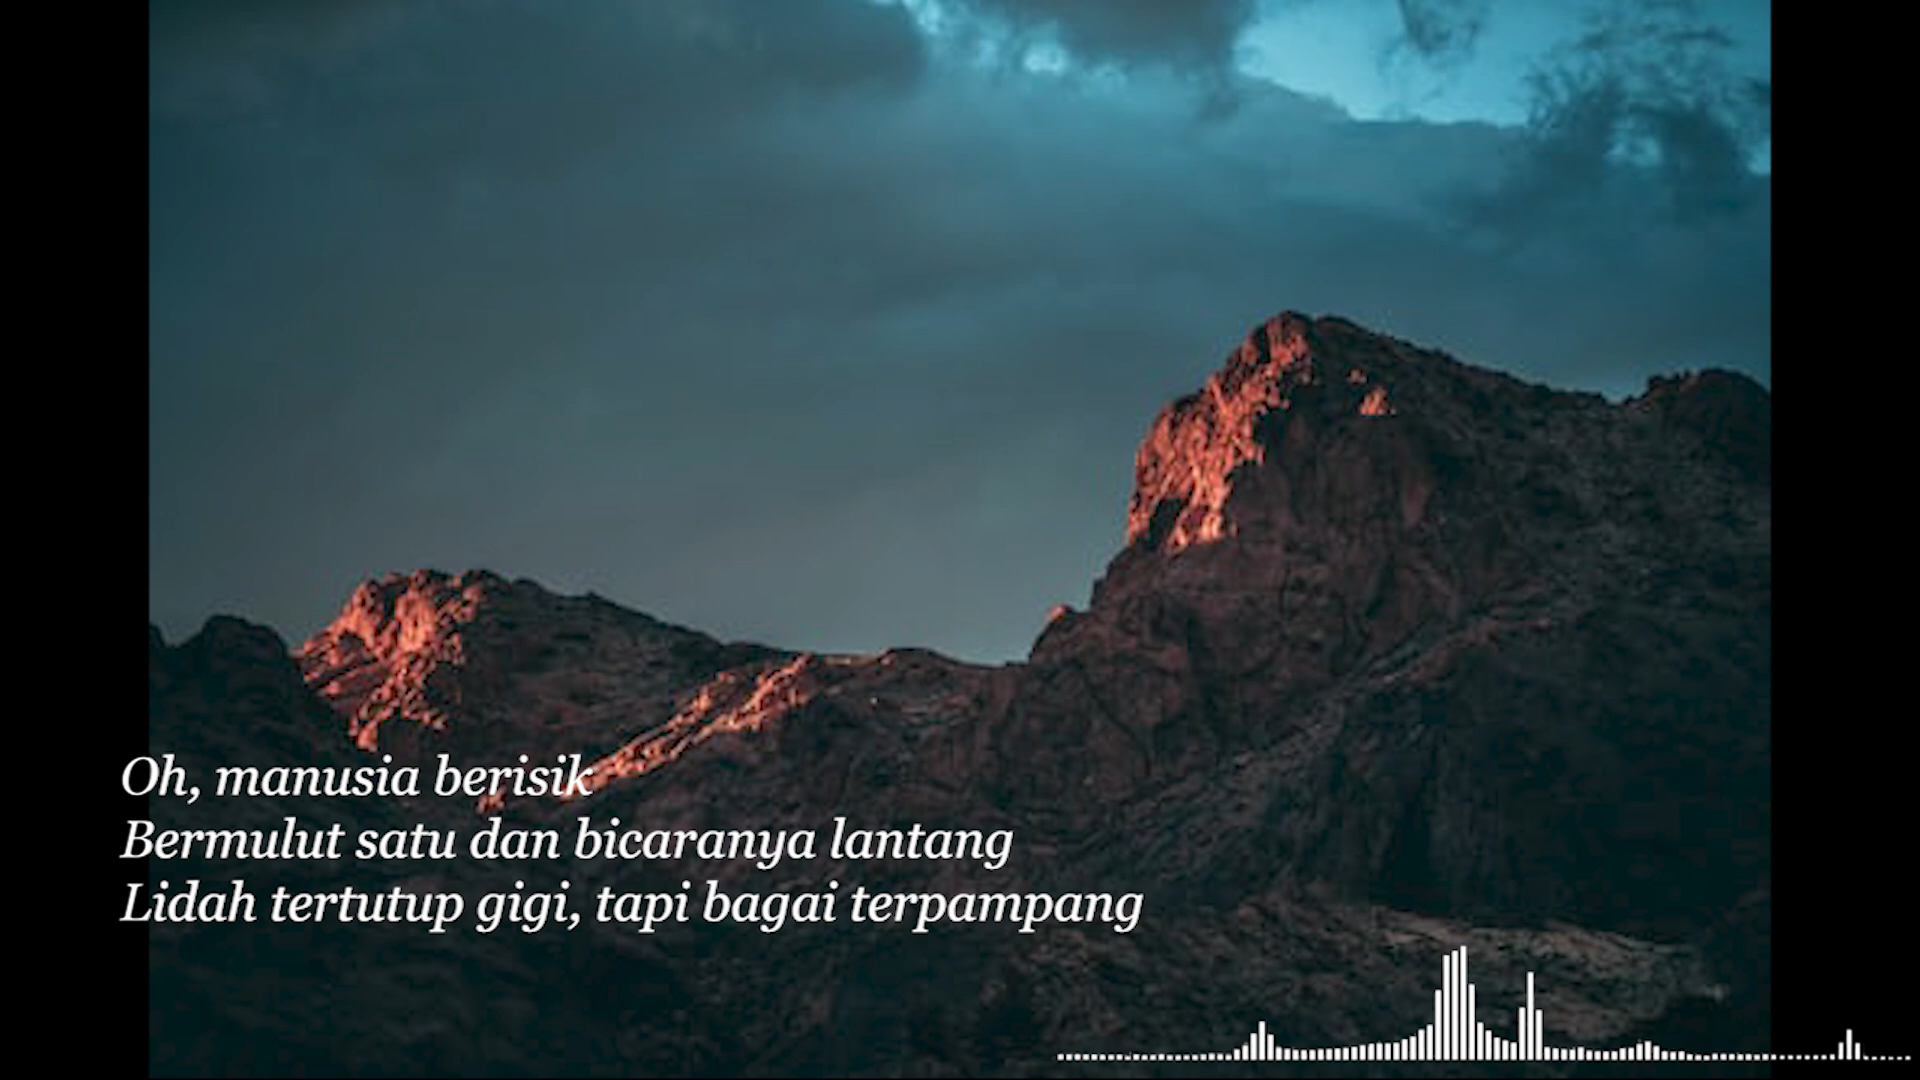 Oh, manusia berisik
Bermulut satu dan bicaranya lantang
Lidah tertutup gigi, tapi bagai terpampang